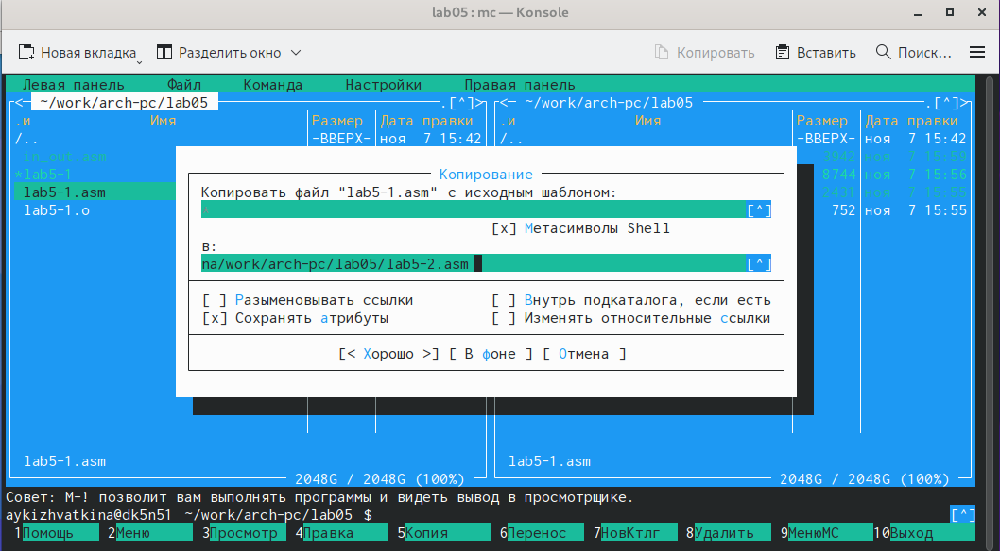 lab05 : mc — Konsole
Новая вкладка Разделить окно Копировать Вставить Поиск...
Левая панель Файл Команда Настройки Правая панель
<— ~/work/arch-pc/lab05 .[^]> <— ~/work/arch-pc/lab05 .[^]>
.и Имя Размер Дата правки .и Имя Размер Дата правки
/.. -ВВЕРХ- ноя 7 15:42 /.. -ВВЕРХ- ноя 7 15:42
in_out.asm 3942 ноя 7 15:59
*lab5-1 8744 ноя 7 15:56
lab5-1.asm 2431 ноя 7 15:55
lab5-1.o 752 ноя 7 15:55
Копирование
Копировать файл "lab5-1.asm" с исходным шаблоном:
* [^]
[x] Метасимволы Shell
в:
na/work/arch-pc/lab05/lab5-2.asm [^]
[ ] Разыменовывать ссылки [ ] Внутрь подкаталога, если есть
[x] Сохранять атрибуты [ ] Изменять относительные ссылки
[< Хорошо >] [ В фоне ] [ Отмена ]
lab5-1.asm lab5-1.asm
2048G / 2048G (100%) 2048G / 2048G (100%)
Совет: M-! позволит вам выполнять программы и видеть вывод в просмотрщике.
aykizhvatkina@dk5n51 ~/work/arch-pc/lab05 $ [^]
1Помощь 2Меню 3Просмотр 4Правка 5Копия 6Перенос 7НовКтлг 8Удалить 9МенюMC 10Выход